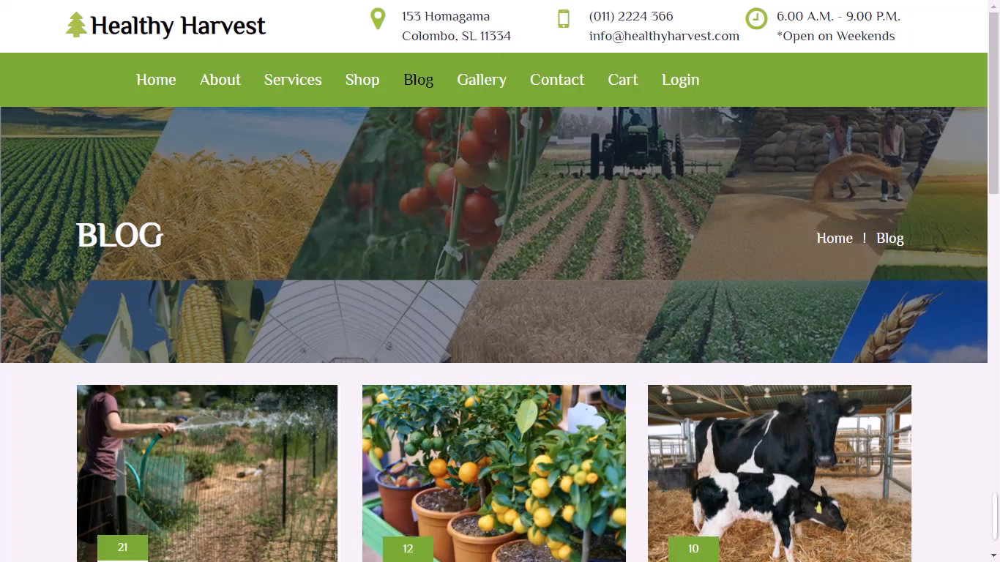 Healthy Harvest
153 Homagama
Colombo, SL 11334
(011) 2224 366
info@healthyharvest.com
6.00 A.M. - 9.00 P.M.
*Open on Weekends
Home About Services Shop Blog Gallery Contact Cart Login
BLOG
Home ! Blog
21
12
10